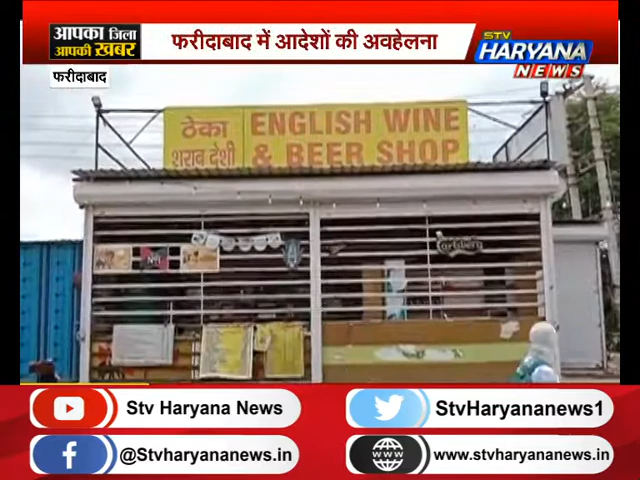 आपका जिला
आपकी ख़बर
फरीदाबाद में आदेशों की अवहेलना
STV
HARYANA
NEWS
फरीदाबाद
ठेका
शराब देशी
ENGLISH WINE
& BEER SHOP
Carlsberg
Stv Haryana News
StvHaryananews1
@Stvharyananews.in
www.stvharyananews.in